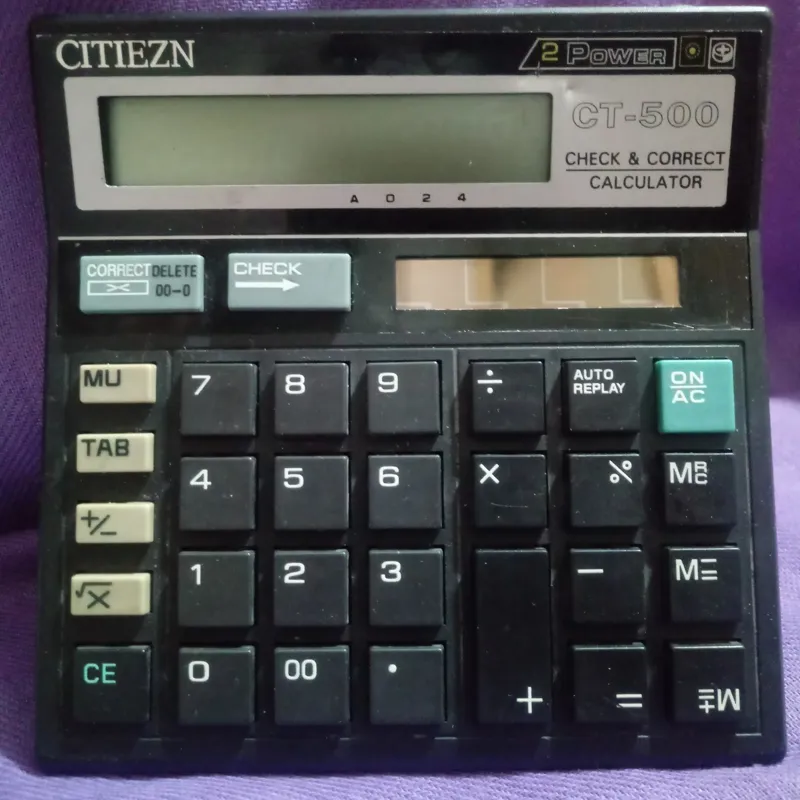 CITIEZN
2 POWER
CT-500
CHECK & CORRECT
CALCULATOR
A 0 2 4
CORRECT DELETE
00→0
CHECK
MU
7 8 9 ÷
AUTO
REPLAY
ON
AC
TAB
4 5 6 × %
MRC
+/−
1 2 3 −
M=
√X
CE
0 00 · + =
M±